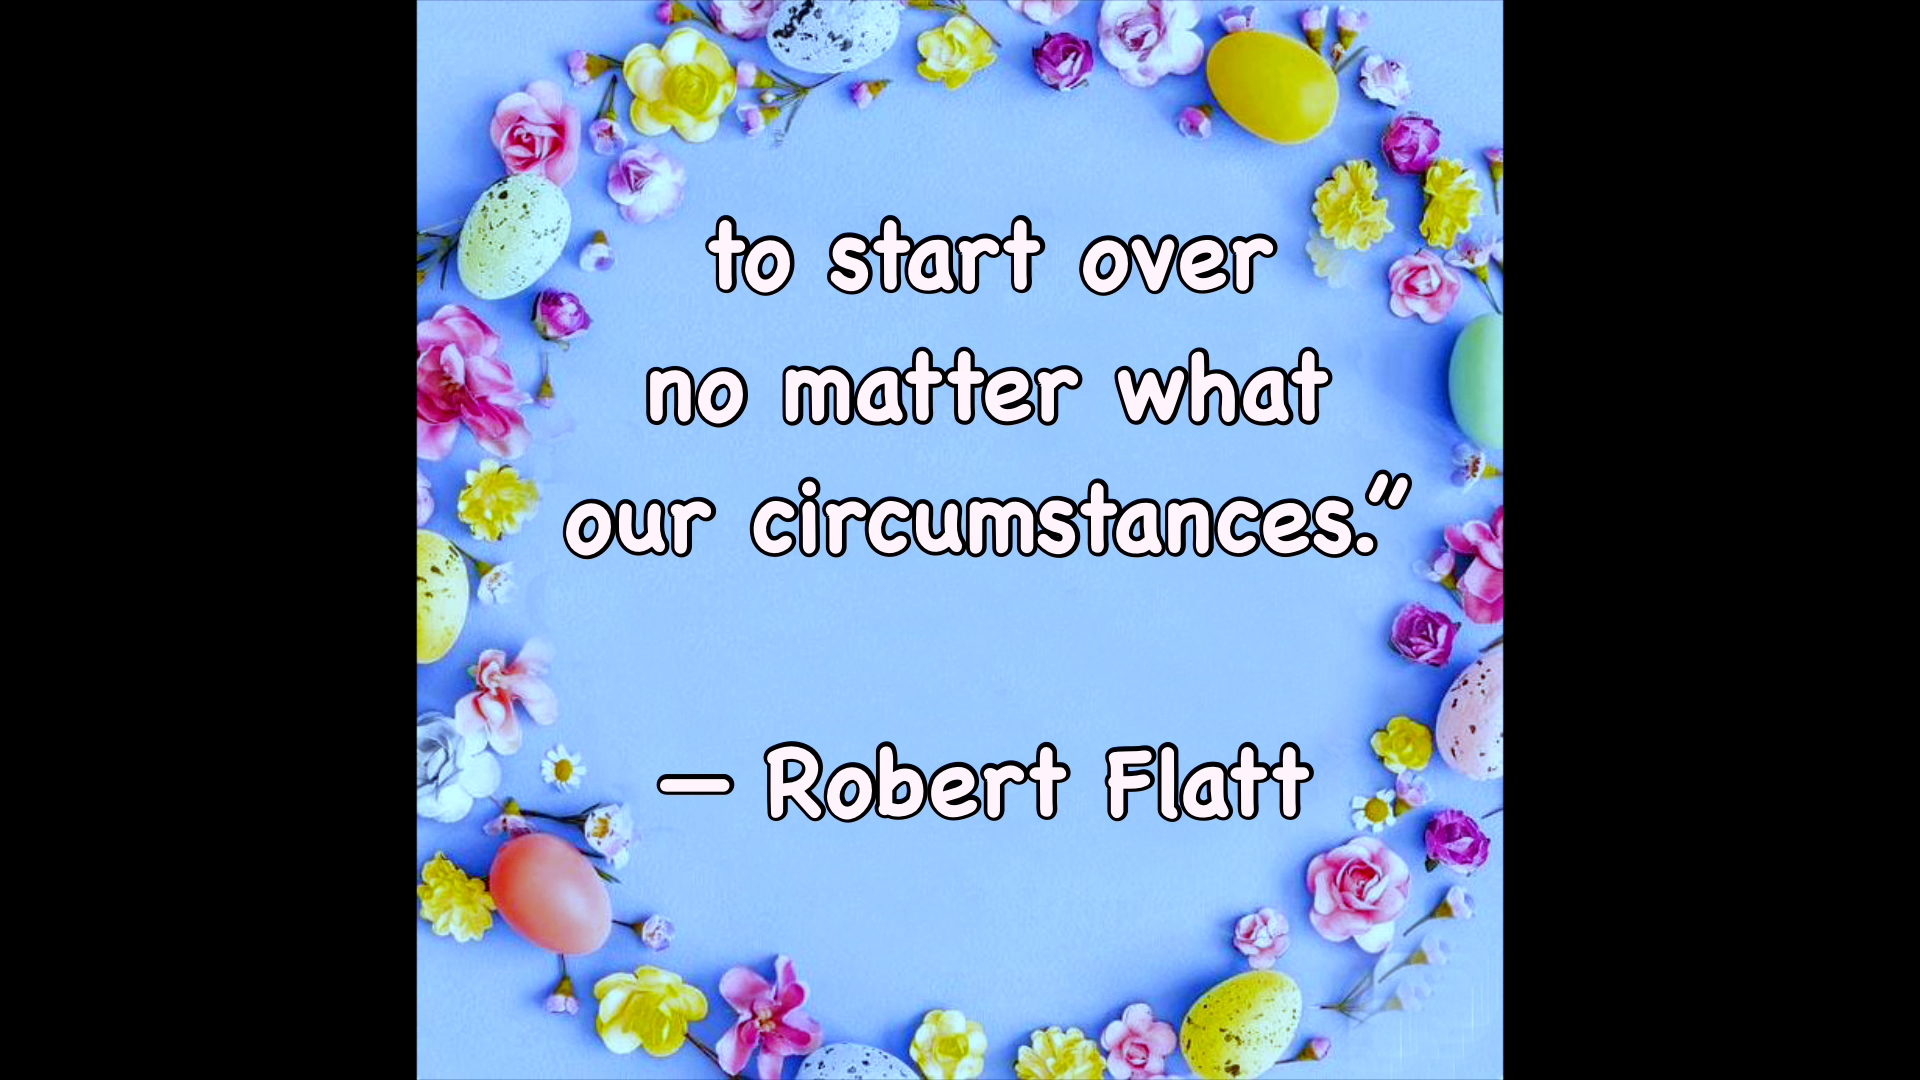 to start over
no matter what
our circumstances.”
— Robert Flatt